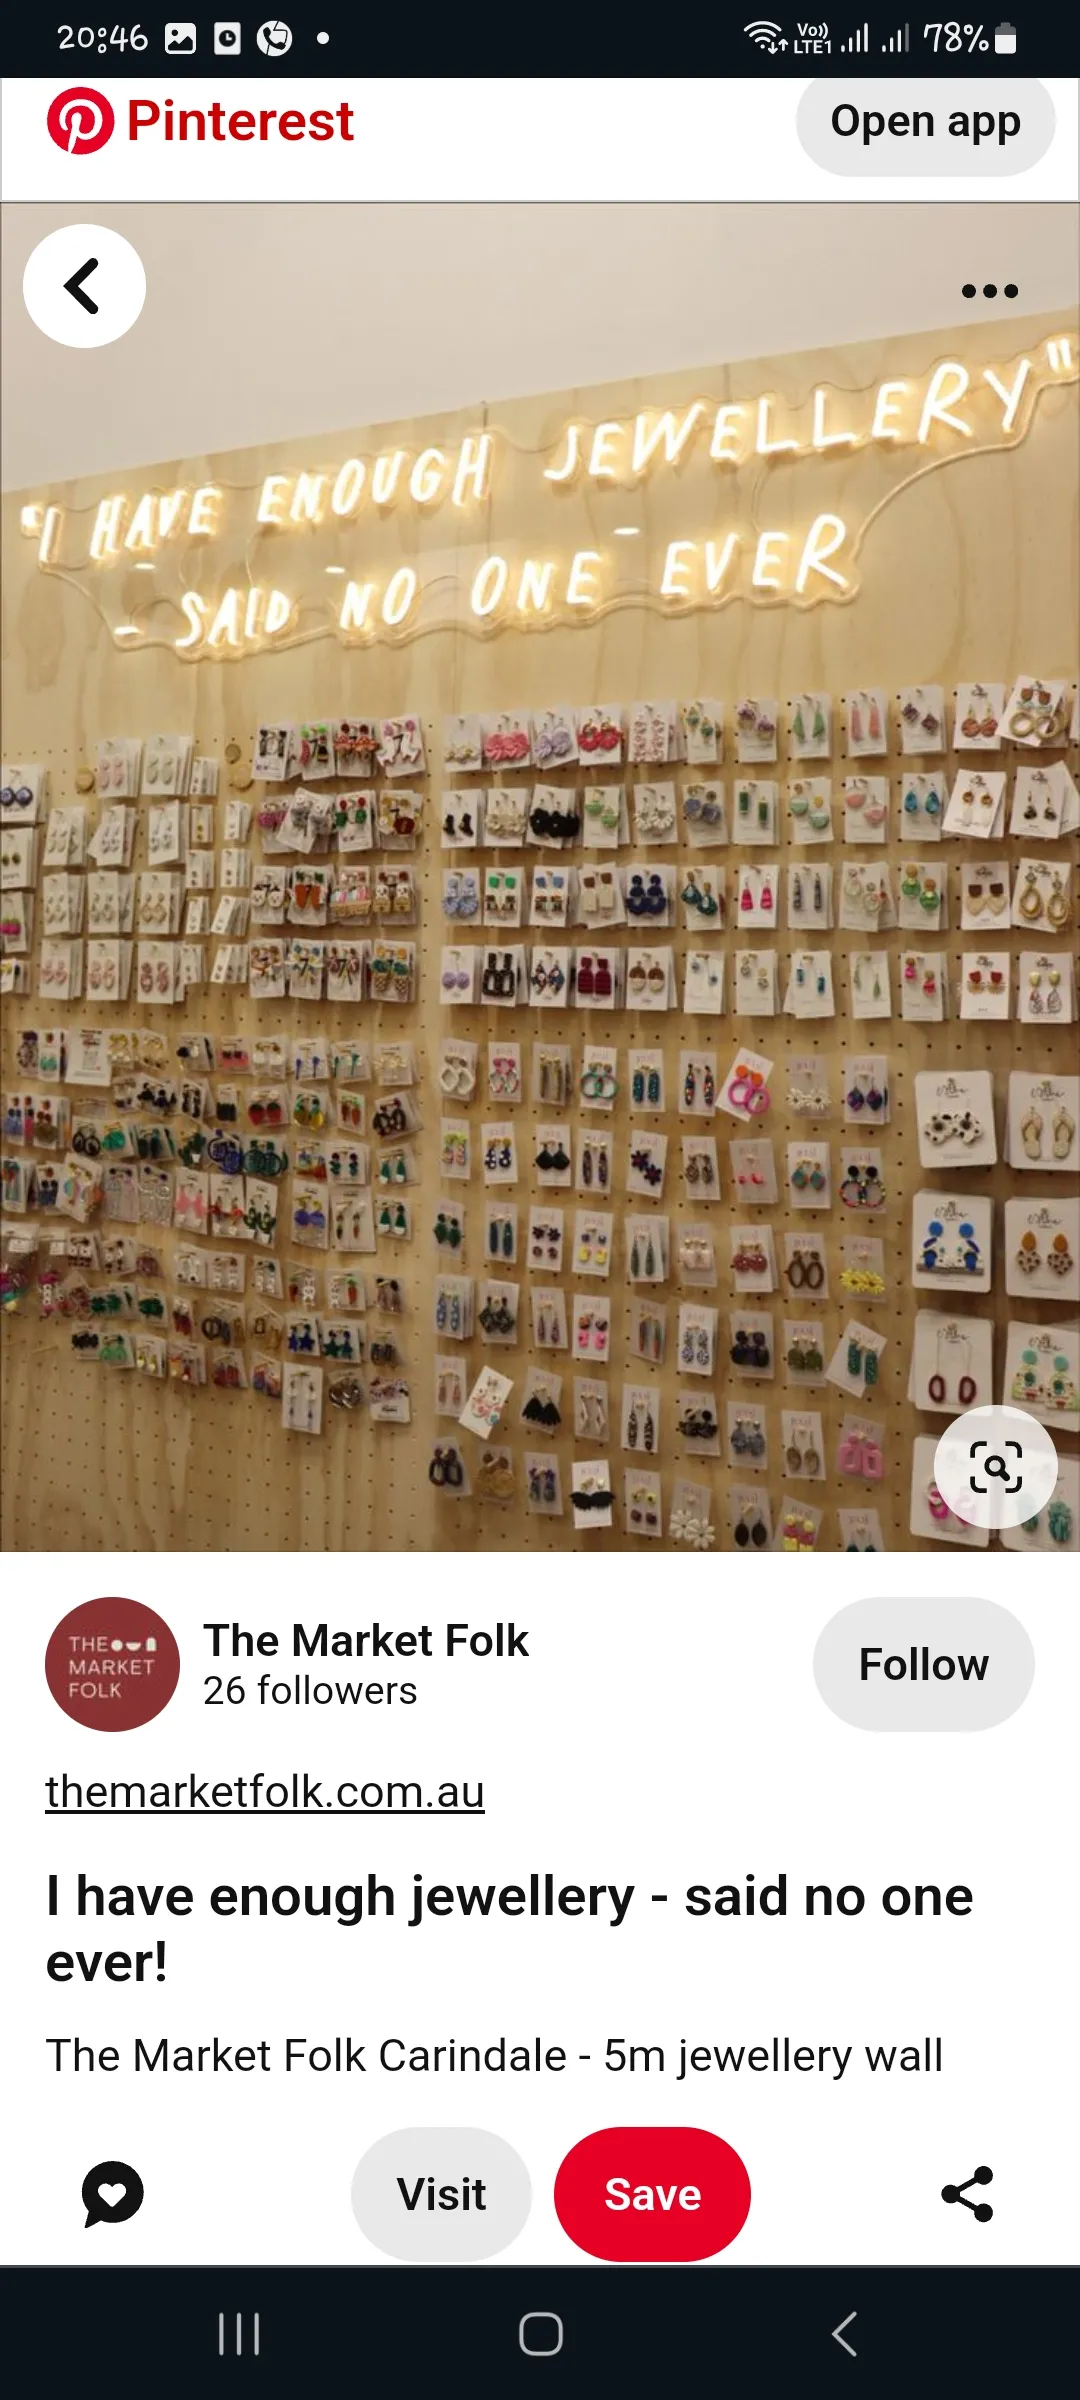 20:46
Vo))
LTE1
78%
Pinterest
Open app
"I HAVE ENOUGH JEWELLERY"
- SAID NO ONE EVER
THE
MARKET
FOLK
The Market Folk
26 followers
Follow
themarketfolk.com.au
I have enough jewellery - said no one
ever!
The Market Folk Carindale - 5m jewellery wall
Visit
Save